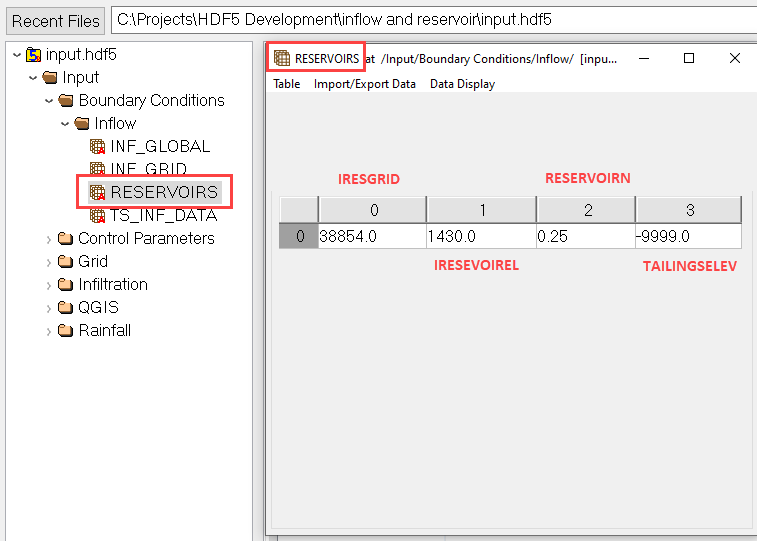 Recent Files C:\Projects\HDF5 Development\inflow and reservoir\input.hdf5
input.hdf5
Input
Boundary Conditions
Inflow
INF_GLOBAL
INF_GRID
RESERVOIRS
TS_INF_DATA
Control Parameters
Grid
Infiltration
QGIS
Rainfall
RESERVOIRS at /Input/Boundary Conditions/Inflow/ [inpu...
Table Import/Export Data Data Display
IRESGRID RESERVOIRN
0 1 2 3
0 38854.0 1430.0 0.25 -9999.0
IRESEVOIREL TAILINGSELEV